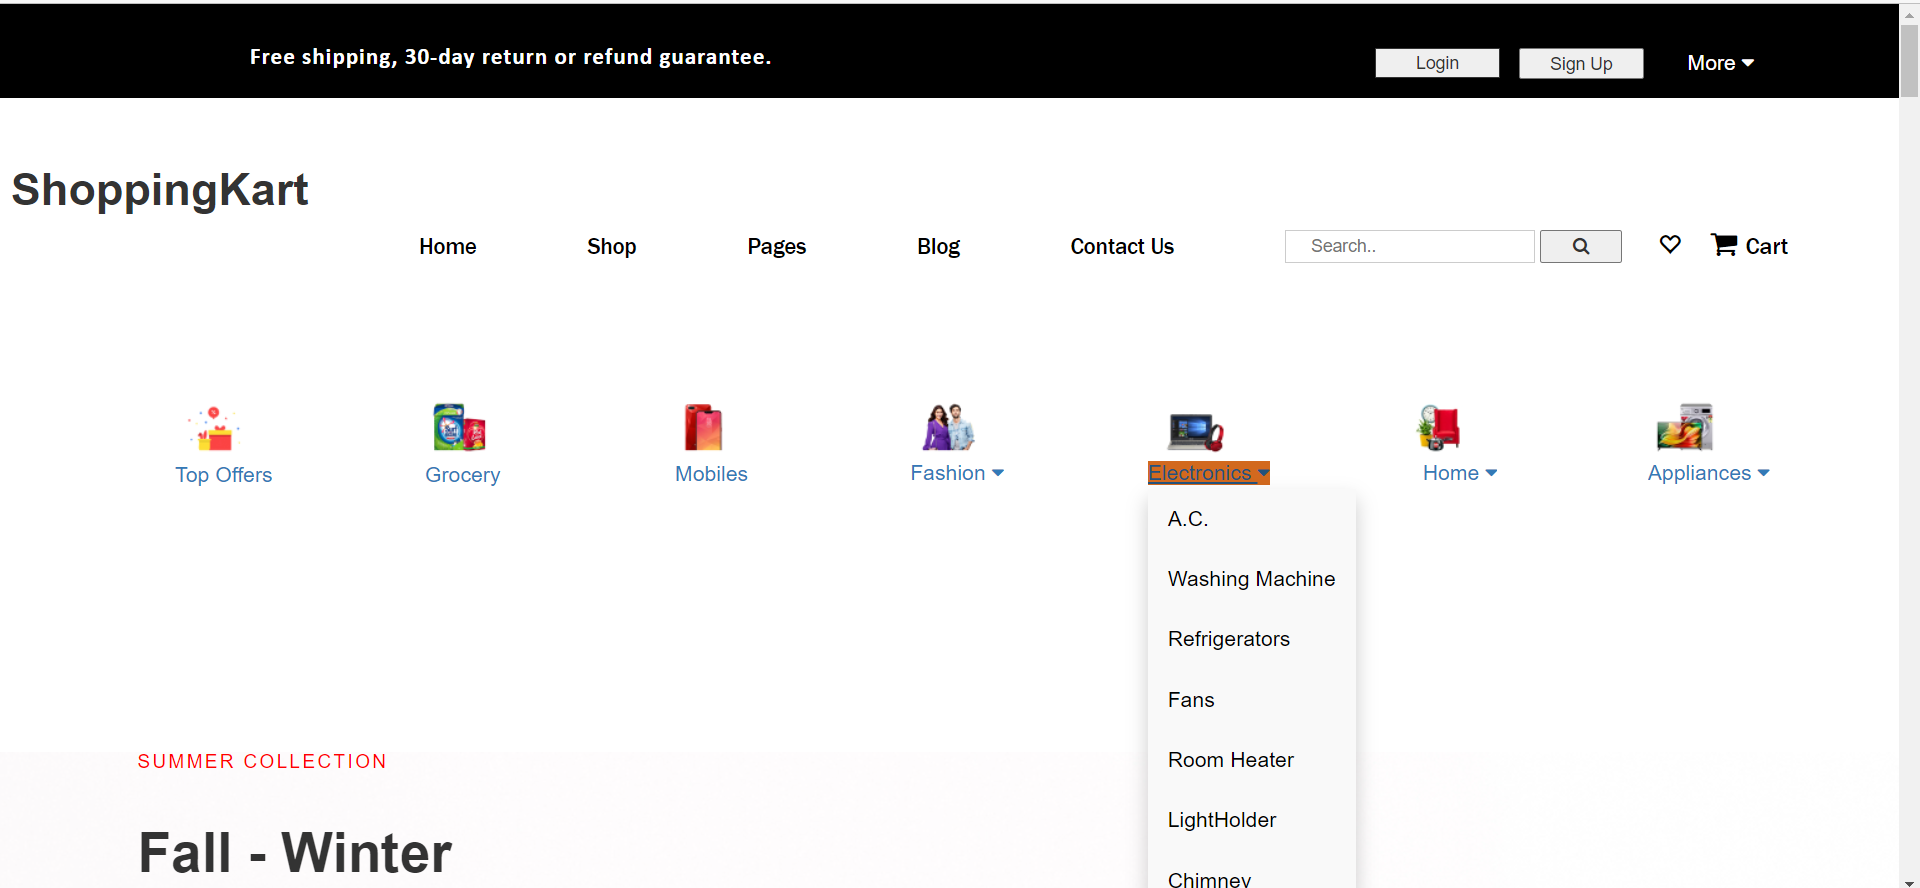 Free shipping, 30-day return or refund guarantee.
Login Sign Up More
ShoppingKart
Home Shop Pages Blog Contact Us Search.. Cart
Top Offers Grocery Mobiles Fashion Electronics Home Appliances
A.C.
Washing Machine
Refrigerators
Fans
Room Heater
LightHolder
Chimney
SUMMER COLLECTION
Fall - Winter